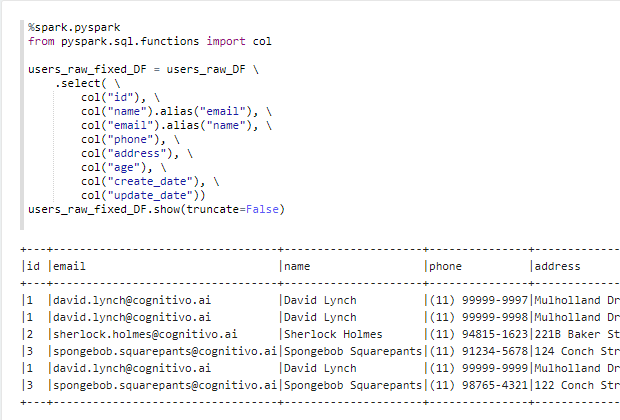 %spark.pyspark
from pyspark.sql.functions import col
users_raw_fixed_DF = users_raw_DF \
    .select( \
        col("id"), \
        col("name").alias("email"), \
        col("email").alias("name"), \
        col("phone"), \
        col("address"), \
        col("age"), \
        col("create_date"), \
        col("update_date"))
users_raw_fixed_DF.show(truncate=False)
+---+----------------------------------+---------------------+---------------+-------------
|id |email                             |name                 |phone          |address
+---+----------------------------------+---------------------+---------------+-------------
|1  |david.lynch@cognitivo.ai          |David Lynch          |(11) 99999-9997|Mulholland Dr
|1  |david.lynch@cognitivo.ai          |David Lynch          |(11) 99999-9998|Mulholland Dr
|2  |sherlock.holmes@cognitivo.ai      |Sherlock Holmes      |(11) 94815-1623|221B Baker St
|3  |spongebob.squarepants@cognitivo.ai|Spongebob Squarepants|(11) 91234-5678|124 Conch Str
|1  |david.lynch@cognitivo.ai          |David Lynch          |(11) 99999-9999|Mulholland Dr
|3  |spongebob.squarepants@cognitivo.ai|Spongebob Squarepants|(11) 98765-4321|122 Conch Str
+---+----------------------------------+---------------------+---------------+-------------